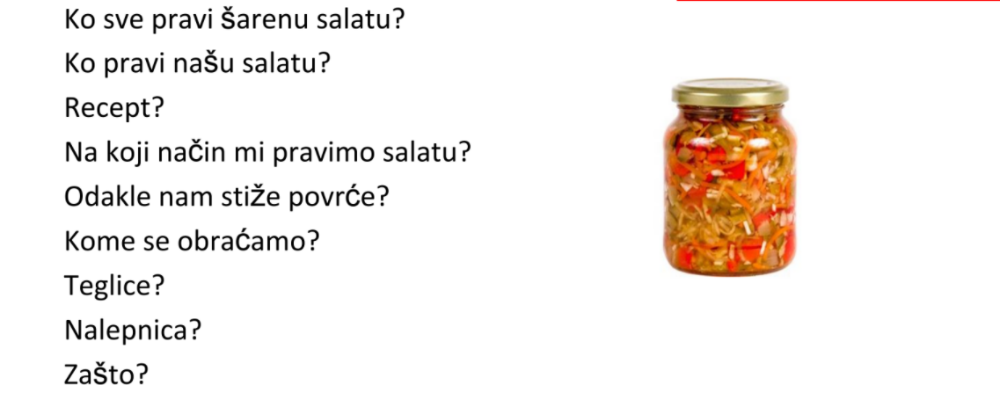 Ko sve pravi šarenu salatu?
Ko pravi našu salatu?
Recept?
Na koji način mi pravimo salatu?
Odakle nam stiže povrće?
Kome se obraćamo?
Teglice?
Nalepnica?
Zašto?